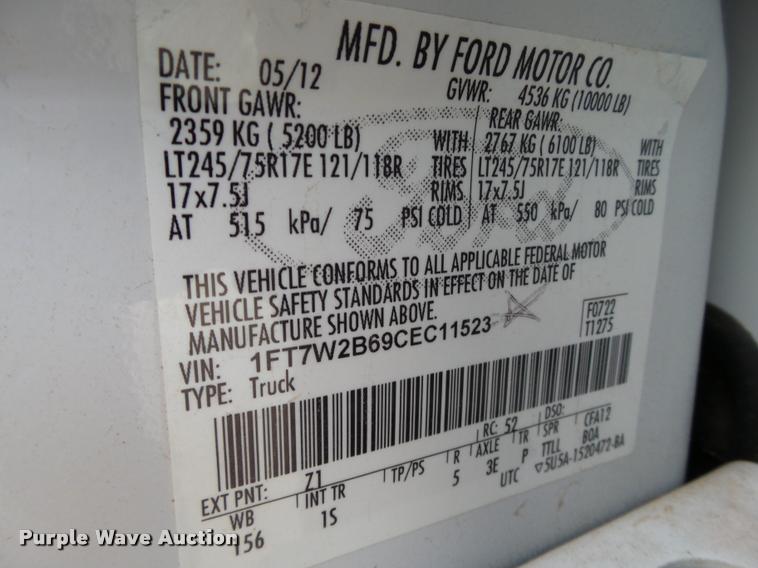 MFD. BY FORD MOTOR CO.
DATE: 05/12 GVWR: 4536 KG (10000 LB)
FRONT GAWR: REAR GAWR:
2359 KG ( 5200 LB) WITH 2767 KG ( 6100 LB) WITH
LT245/75R17E 121/118R TIRES LT245/75R17E 121/118R TIRES
17x7.5J RIMS 17x7.5J RIMS
AT 515 kPa/ 75 PSI COLD AT 550 kPa/ 80 PSI COLD
THIS VEHICLE CONFORMS TO ALL APPLICABLE FEDERAL MOTOR
VEHICLE SAFETY STANDARDS IN EFFECT ON THE DATE OF
MANUFACTURE SHOWN ABOVE.
VIN: 1FT7W2B69CEC11523 F0722
TYPE: Truck T1275
RC: 52 DSO:
EXT PNT: Z1
WB INT TR TP/PS R AXLE TR SPR CFA12
156 1S 5 3E P TTLL BOA
UTC ▽5U5A-1520472-BA
Purple Wave Auction